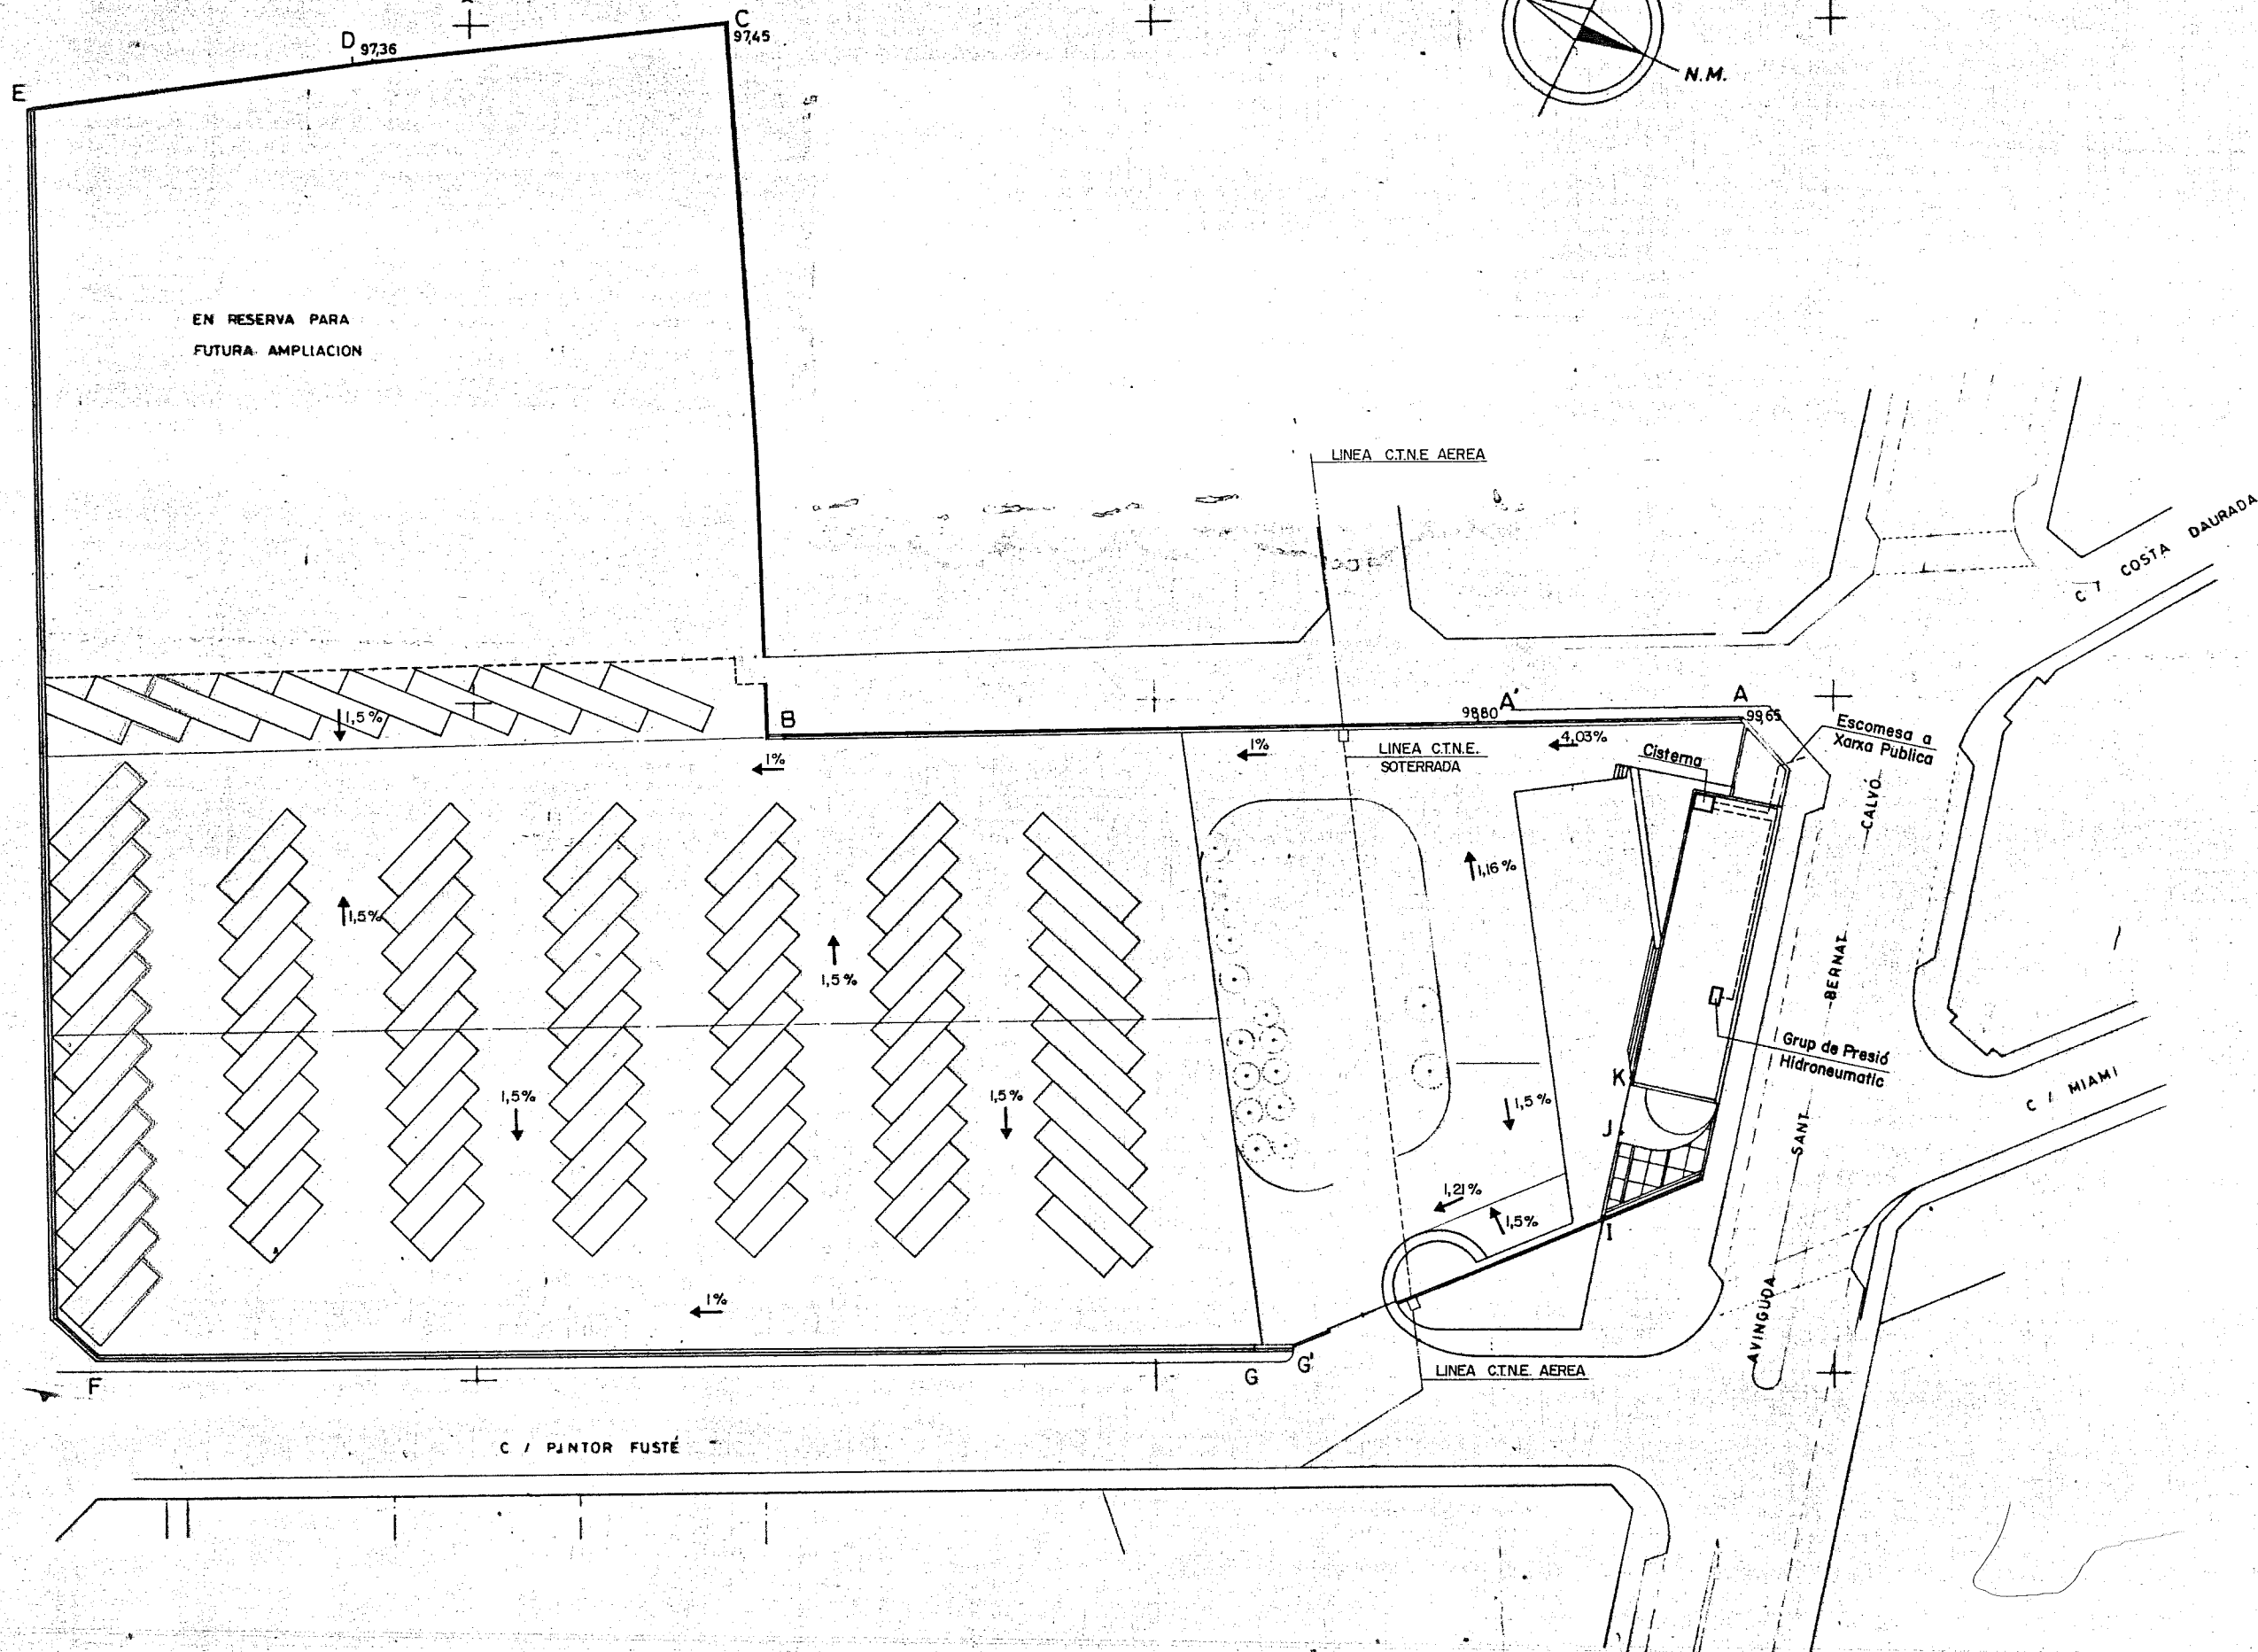 C
97,45
D 97,36
E
N.M.
EN RESERVA PARA
FUTURA AMPLIACION
LINEA C.T.N.E AEREA
C / COSTA DAURADA
A'
98,80
A
99,65
B
1,5%
1%
1%
4,03%
LINEA C.T.N.E.
SOTERRADA
Cisterna
Escomesa a
Xarxa Publica
1,16%
1,5%
1,5%
1,5%
1,5%
1,5%
K
J
Grup de Presió
Hidroneumatic
C / MIAMI
1,21%
1,5%
I
1%
AVINGUDA SANT BERNAT CALVÓ
F
G
G'
LINEA C.T.N.E. AEREA
C / PINTOR FUSTÉ